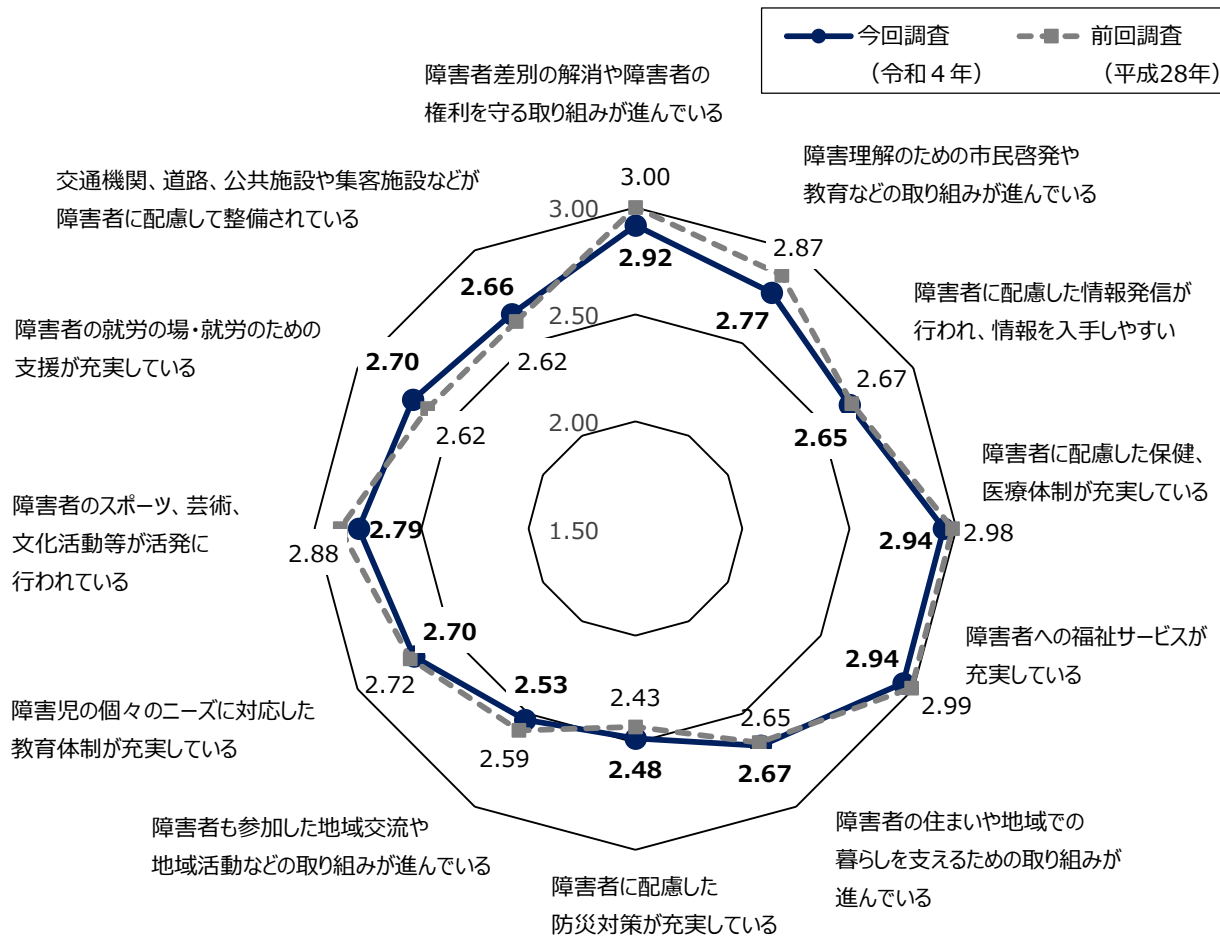 今回調査
（令和４年）
前回調査
（平成28年）
障害者差別の解消や障害者の
権利を守る取り組みが進んでいる
3.00
2.92
障害理解のための市民啓発や
教育などの取り組みが進んでいる
2.87
2.77
障害者に配慮した情報発信が
行われ、情報を入手しやすい
2.67
2.65
障害者に配慮した保健、
医療体制が充実している
2.94
2.98
障害者への福祉サービスが
充実している
2.94
2.99
障害者の住まいや地域での
暮らしを支えるための取り組みが
進んでいる
2.65
2.67
障害者に配慮した
防災対策が充実している
2.43
2.48
障害者も参加した地域交流や
地域活動などの取り組みが進んでいる
2.53
2.59
障害児の個々のニーズに対応した
教育体制が充実している
2.70
2.72
障害者のスポーツ、芸術、
文化活動等が活発に
行われている
2.79
2.88
障害者の就労の場・就労のための
支援が充実している
2.70
2.62
交通機関、道路、公共施設や集客施設などが
障害者に配慮して整備されている
2.66
2.62
3.00
2.50
2.00
1.50